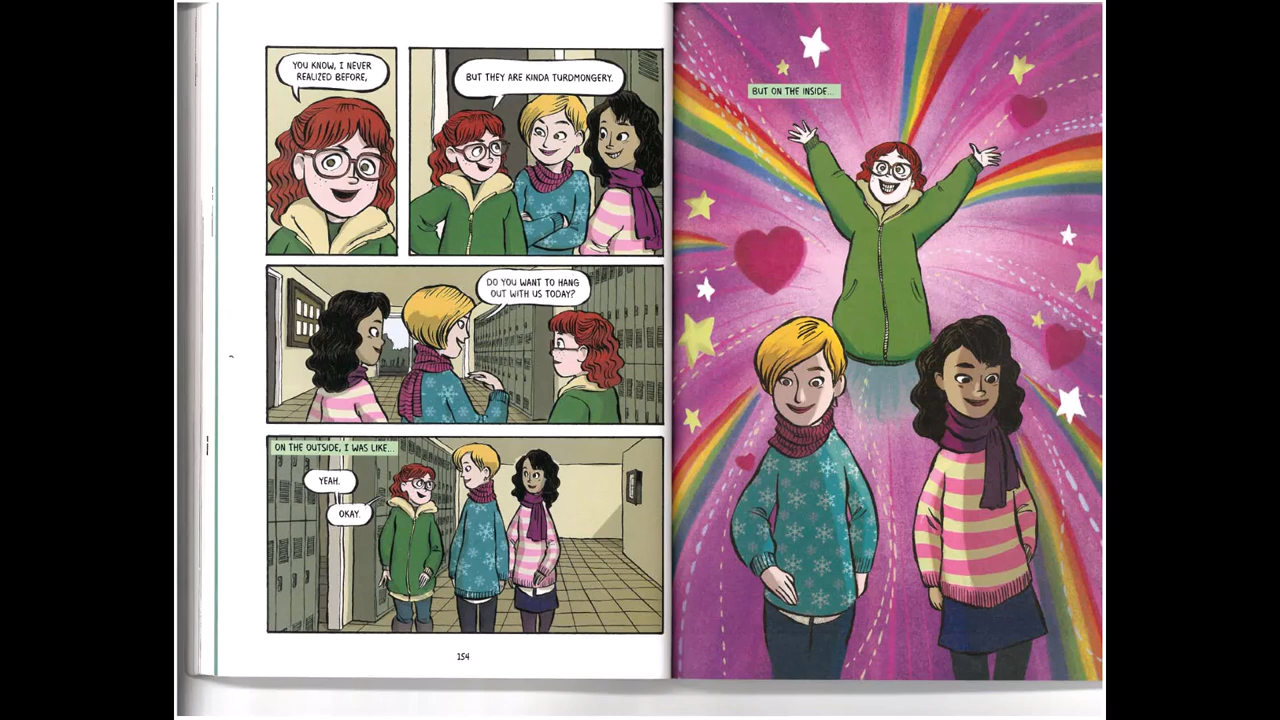 YOU KNOW, I NEVER
REALIZED BEFORE,
BUT THEY ARE KINDA TURDMONGERY.
DO YOU WANT TO HANG
OUT WITH US TODAY?
ON THE OUTSIDE, I WAS LIKE...
YEAH.
OKAY.
154
BUT ON THE INSIDE...